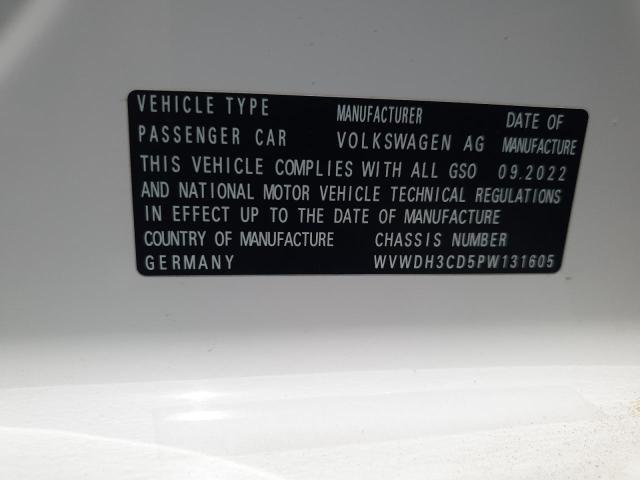 VEHICLE TYPE MANUFACTURER DATE OF
PASSENGER CAR VOLKSWAGEN AG MANUFACTURE
THIS VEHICLE COMPLIES WITH ALL GSO 09.2022
AND NATIONAL MOTOR VEHICLE TECHNICAL REGULATIONS
IN EFFECT UP TO THE DATE OF MANUFACTURE
COUNTRY OF MANUFACTURE CHASSIS NUMBER
GERMANY WVWDH3CD5PW131605